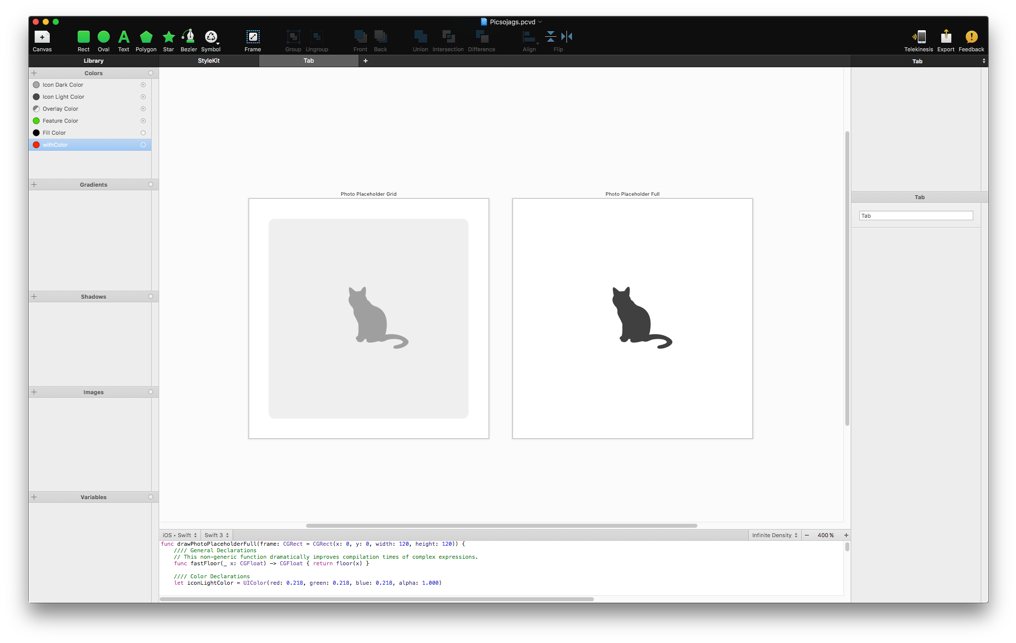 Picsojags.pcvd
Canvas Rect Oval Text Polygon Star Bezier Symbol Frame Group Ungroup Front Back Union Intersection Difference Align Flip Telekinesis Export Feedback
Library StyleKit Tab + Tab
Colors
Icon Dark Color
Icon Light Color
Overlay Color
Feature Color
Fill Color
withColor
Gradients
Shadows
Images
Variables
Photo Placeholder Grid
Photo Placeholder Full
Tab
Tab
iOS • Swift Swift 3 Infinite Density − 400 % +
func drawPhotoPlaceholderFull(frame: CGRect = CGRect(x: 0, y: 0, width: 120, height: 120)) {
//// General Declarations
// This non-generic function dramatically improves compilation times of complex expressions.
func fastFloor(_ x: CGFloat) -> CGFloat { return floor(x) }
//// Color Declarations
let iconLightColor = UIColor(red: 0.218, green: 0.218, blue: 0.218, alpha: 1.000)